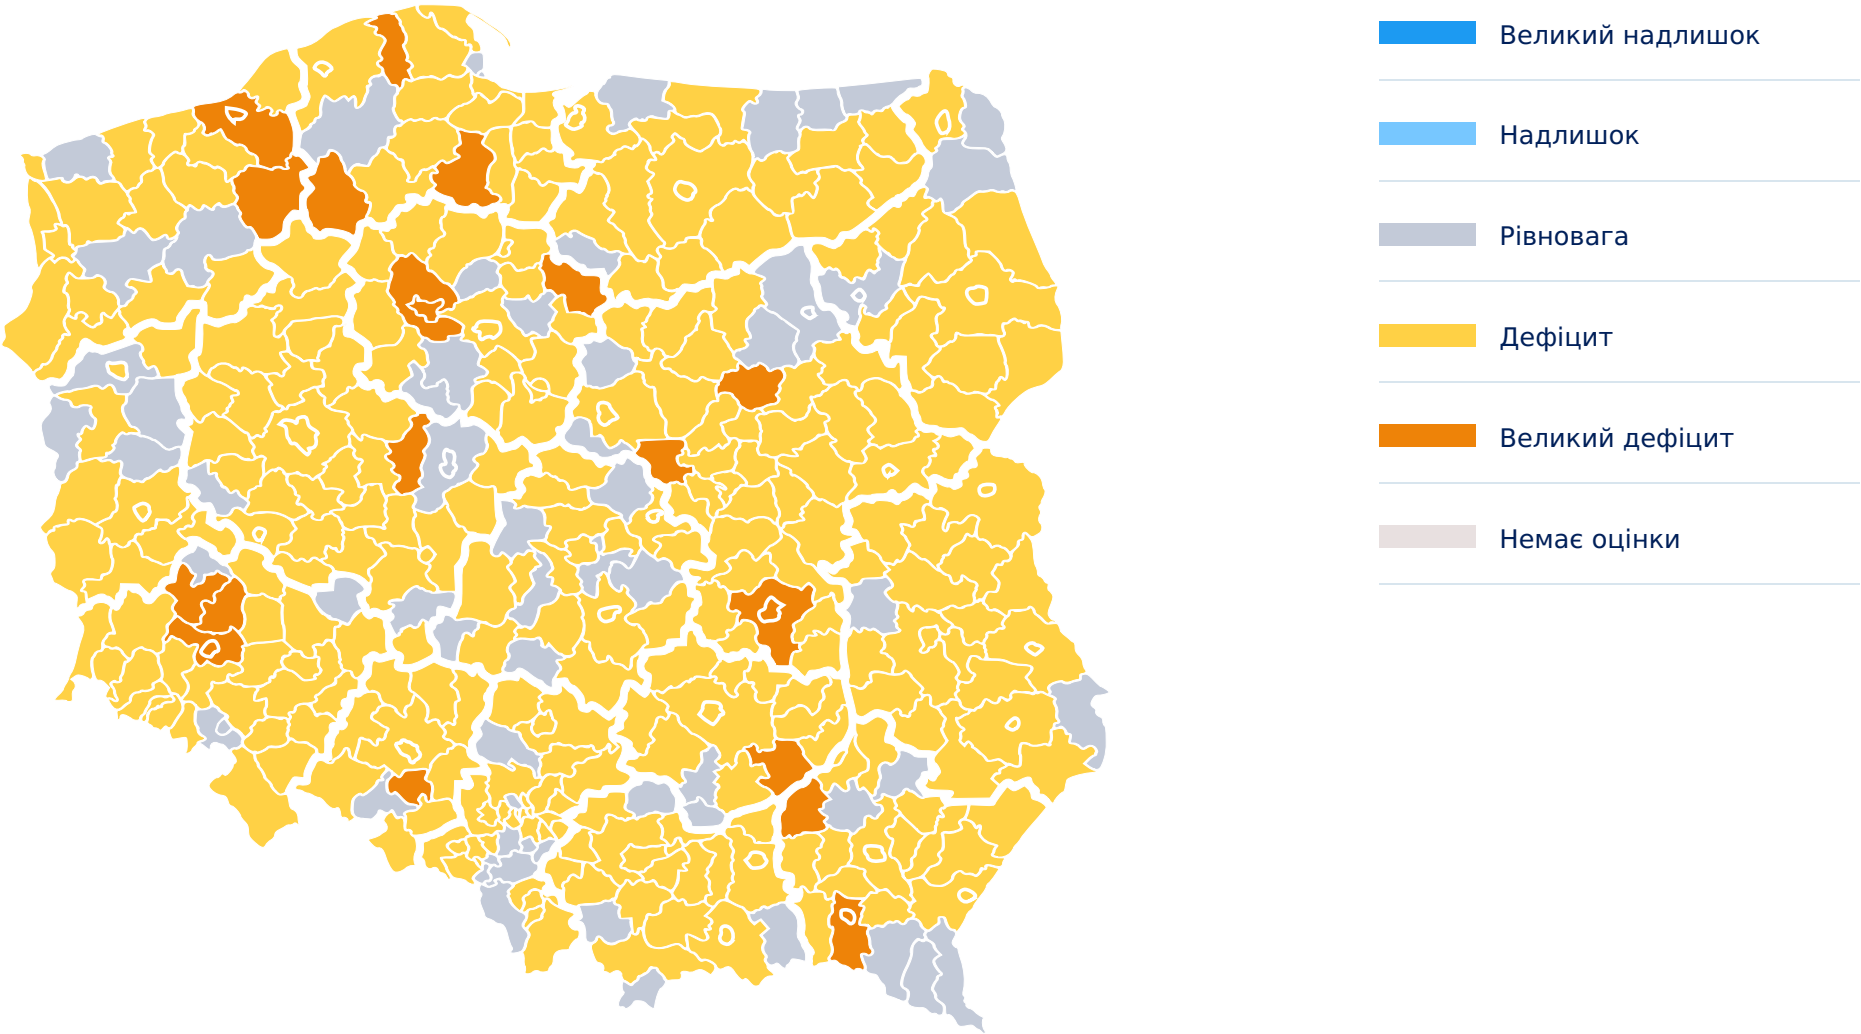 Великий надлишок
Надлишок
Рівновага
Дефіцит
Великий дефіцит
Немає оцінки